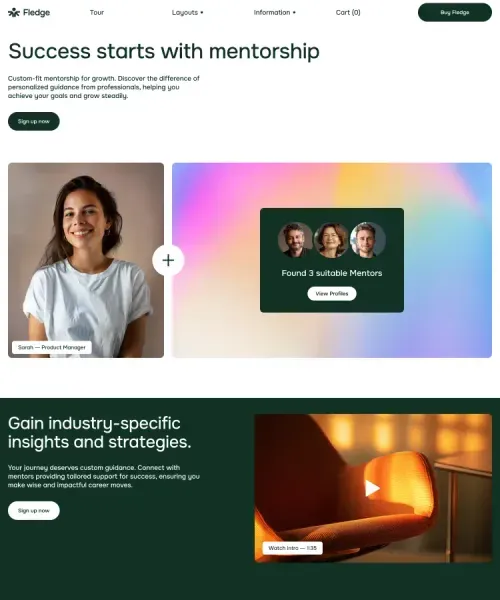 Fledge
Tour
Layouts
Information
Cart (0)
Buy Fledge
Success starts with mentorship
Custom-fit mentorship for growth. Discover the difference of
personalized guidance from professionals, helping you
achieve your goals and grow steadily.
Sign up now
Found 3 suitable Mentors
View Profiles
Sarah — Product Manager
Gain industry-specific
insights and strategies.
Your journey deserves custom guidance. Connect with
mentors providing tailored support for success, ensuring you
make wise and impactful career moves.
Sign up now
Watch Intro — 1:35